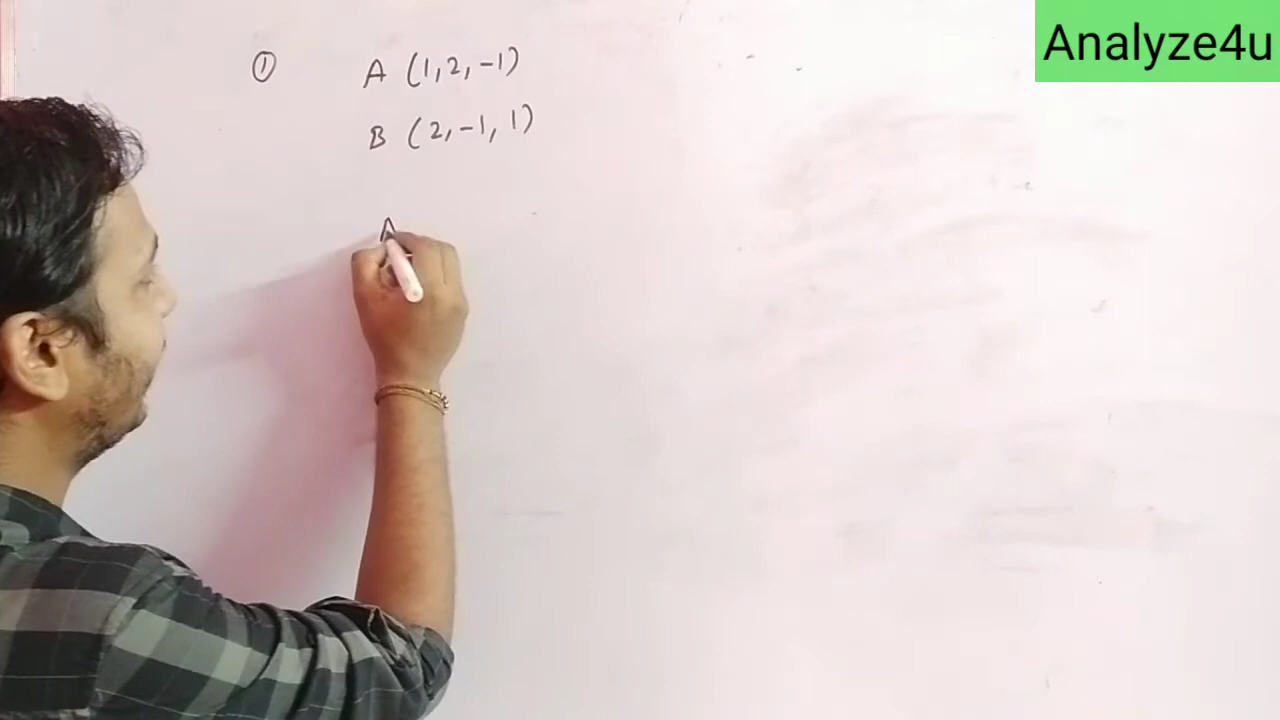 Analyze4u
① A (1, 2, -1)
B (2, -1, 1)
A